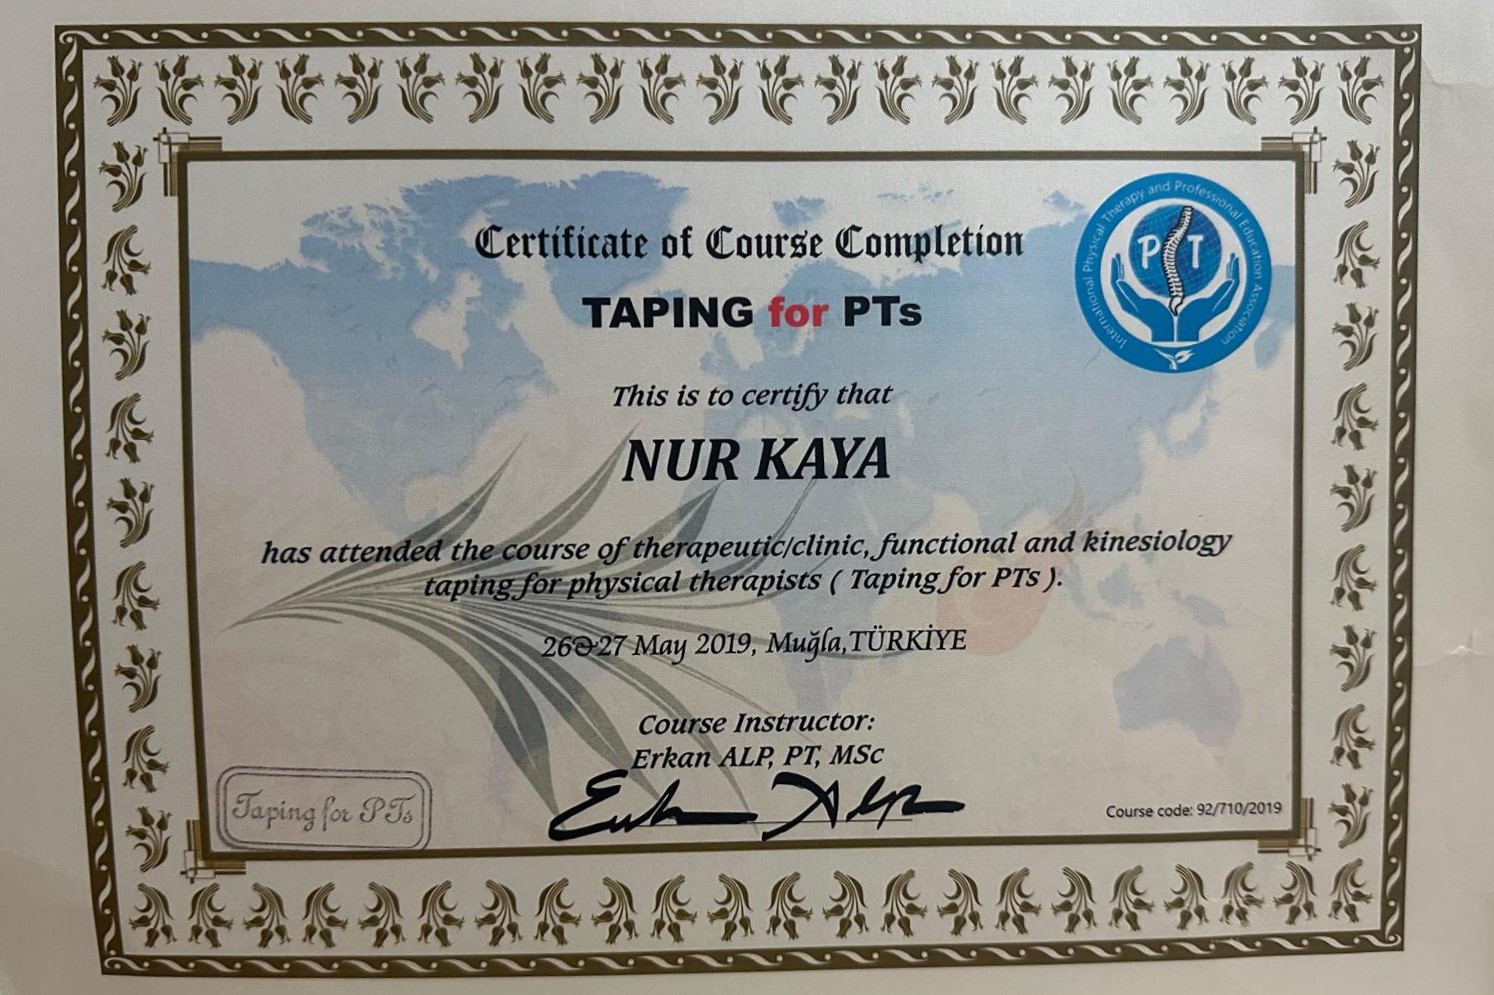 Certificate of Course Completion
TAPING for PTs
International Physical Therapy and Professional Education Association
P T
This is to certify that
NUR KAYA
has attended the course of therapeutic/clinic, functional and kinesiology
taping for physical therapists ( Taping for PTs ).
26&27 May 2019, Muğla,TÜRKİYE
Course Instructor:
Erkan ALP, PT, MSc
Erkan Alp
Taping for PTs
Course code: 92/710/2019